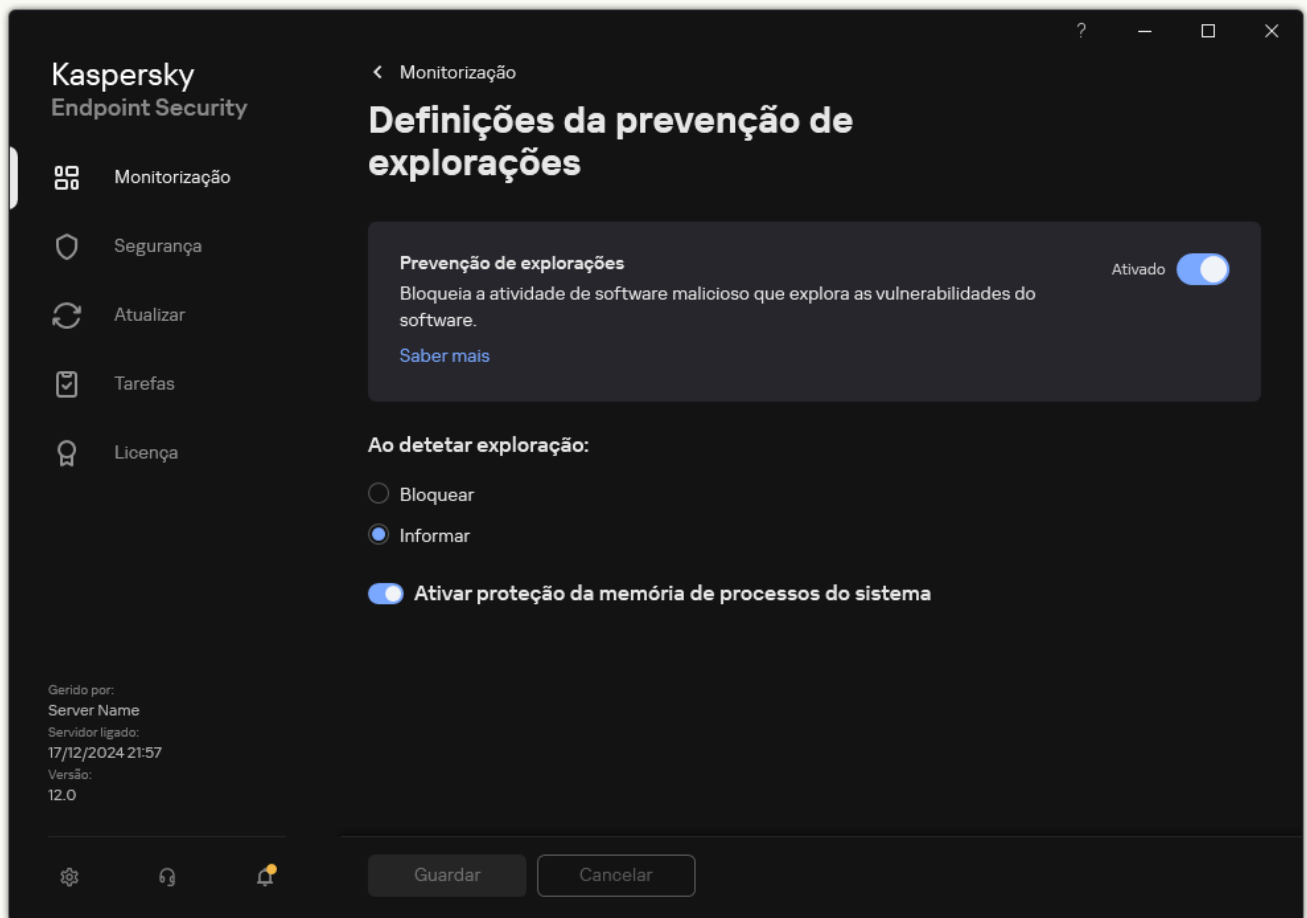 ?
Kaspersky
Endpoint Security
Monitorização
Segurança
Atualizar
Tarefas
Licença
Gerido por:
Server Name
Servidor ligado:
17/12/2024 21:57
Versão:
12.0
Monitorização
Definições da prevenção de
explorações
Prevenção de explorações
Bloqueia a atividade de software malicioso que explora as vulnerabilidades do
software.
Saber mais
Ativado
Ao detetar exploração:
Bloquear
Informar
Ativar proteção da memória de processos do sistema
Guardar
Cancelar